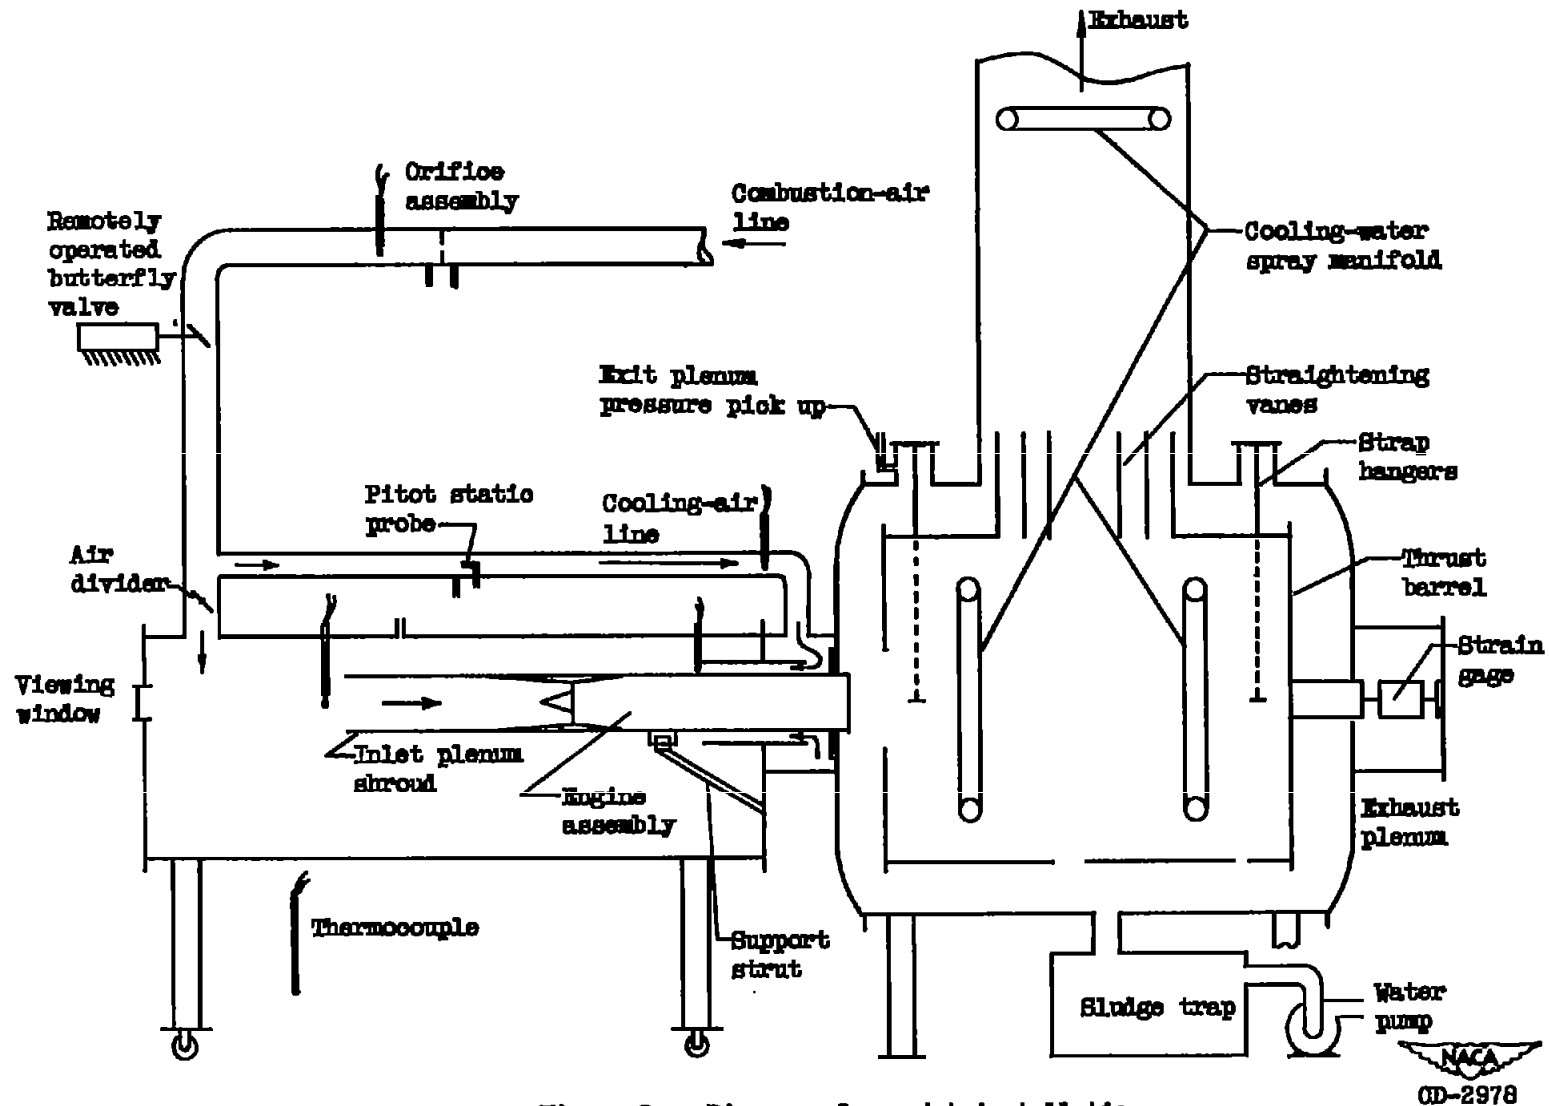 Exhaust
Orifice
assembly
Combustion-air
line
Remotely
operated
butterfly
valve
Cooling-water
spray manifold
Exit plenum
pressure pick up
Straightening
vanes
Strap
hangers
Pitot static
probe
Cooling-air
line
Air
divider
Thrust
barrel
Strain
gage
Viewing
window
Inlet plenum
shroud
Engine
assembly
Exhaust
plenum
Thermocouple
Support
strut
Sludge trap
Water
pump
NACA
CD-2978